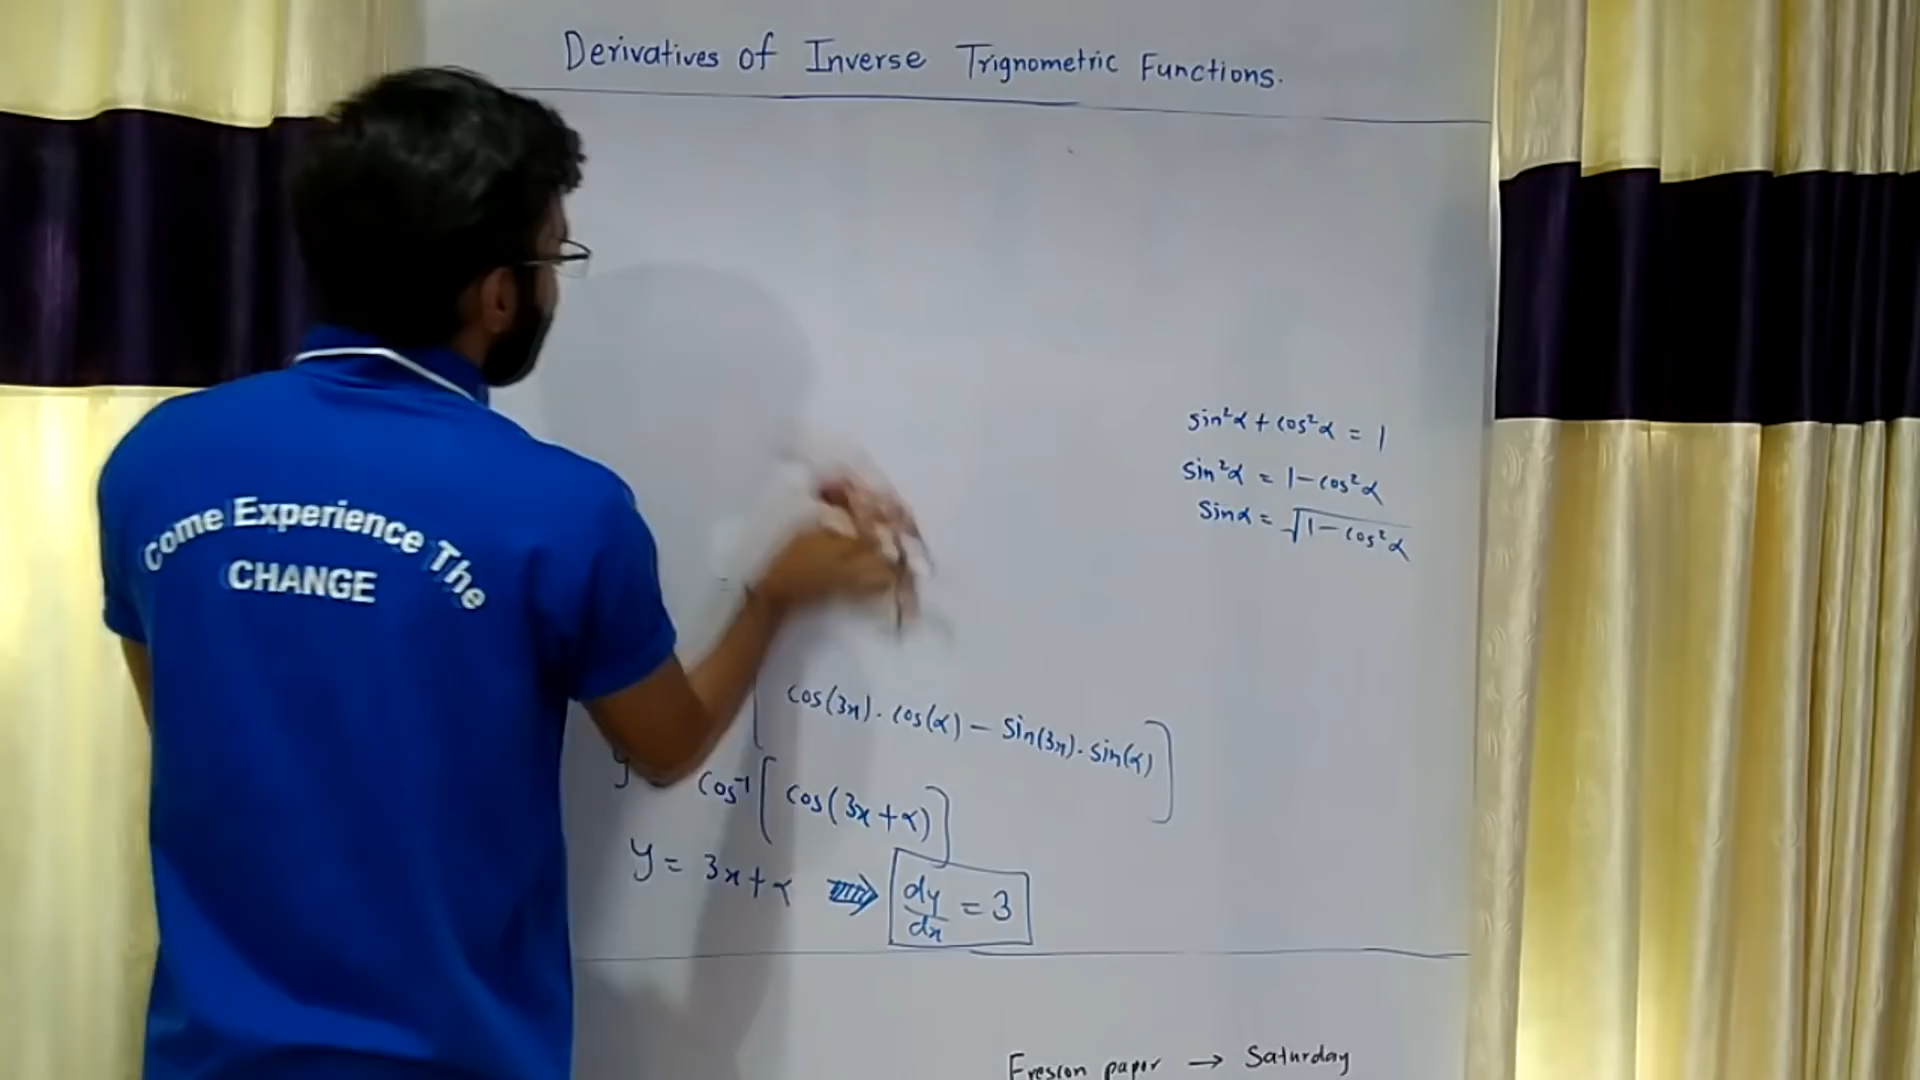 Derivatives of Inverse Trignometric Functions.
sin²α + cos²α = 1
sin²α = 1 - cos²α
Sinα = √1 - cos²α
Come Experience The
CHANGE
cos(3x) . cos(α) - Sin(3x) . sin(α) ]
y = cos⁻¹ [ cos(3x + α) ]
y = 3x + α ⇒ dy/dx = 3
paper → Saturday